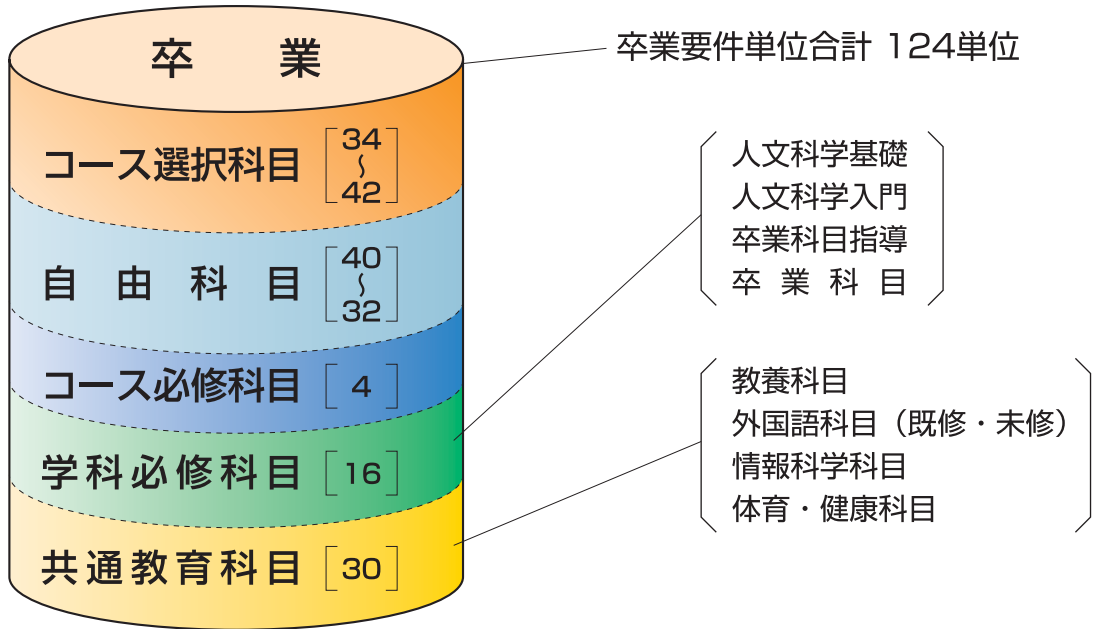 卒業
卒業要件単位合計 124単位
コース選択科目 [34〜42]
自由科目 [40〜32]
コース必修科目 [4]
学科必修科目 [16]
共通教育科目 [30]
人文科学基礎
人文科学入門
卒業科目指導
卒業科目
教養科目
外国語科目（既修・未修）
情報科学科目
体育・健康科目